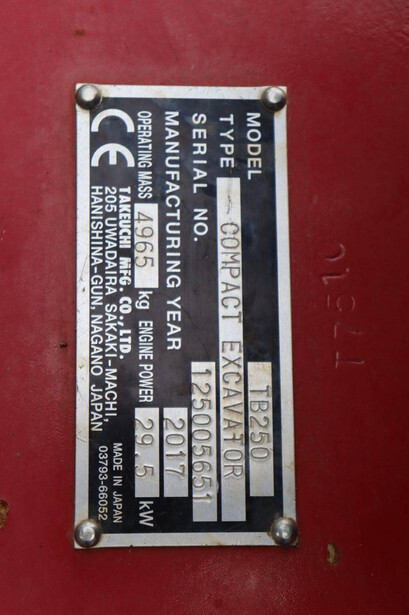 MODEL TB250
TYPE COMPACT EXCAVATOR
SERIAL NO. 125005651
MANUFACTURING YEAR 2017
OPERATING MASS 4965 kg ENGINE POWER 29.5 kW
CE TAKEUCHI MFG. CO., LTD.
205 UWADAIRA SAKAKI-MACHI,
HANISHINA-GUN, NAGANO JAPAN
MADE IN JAPAN
03793-66052